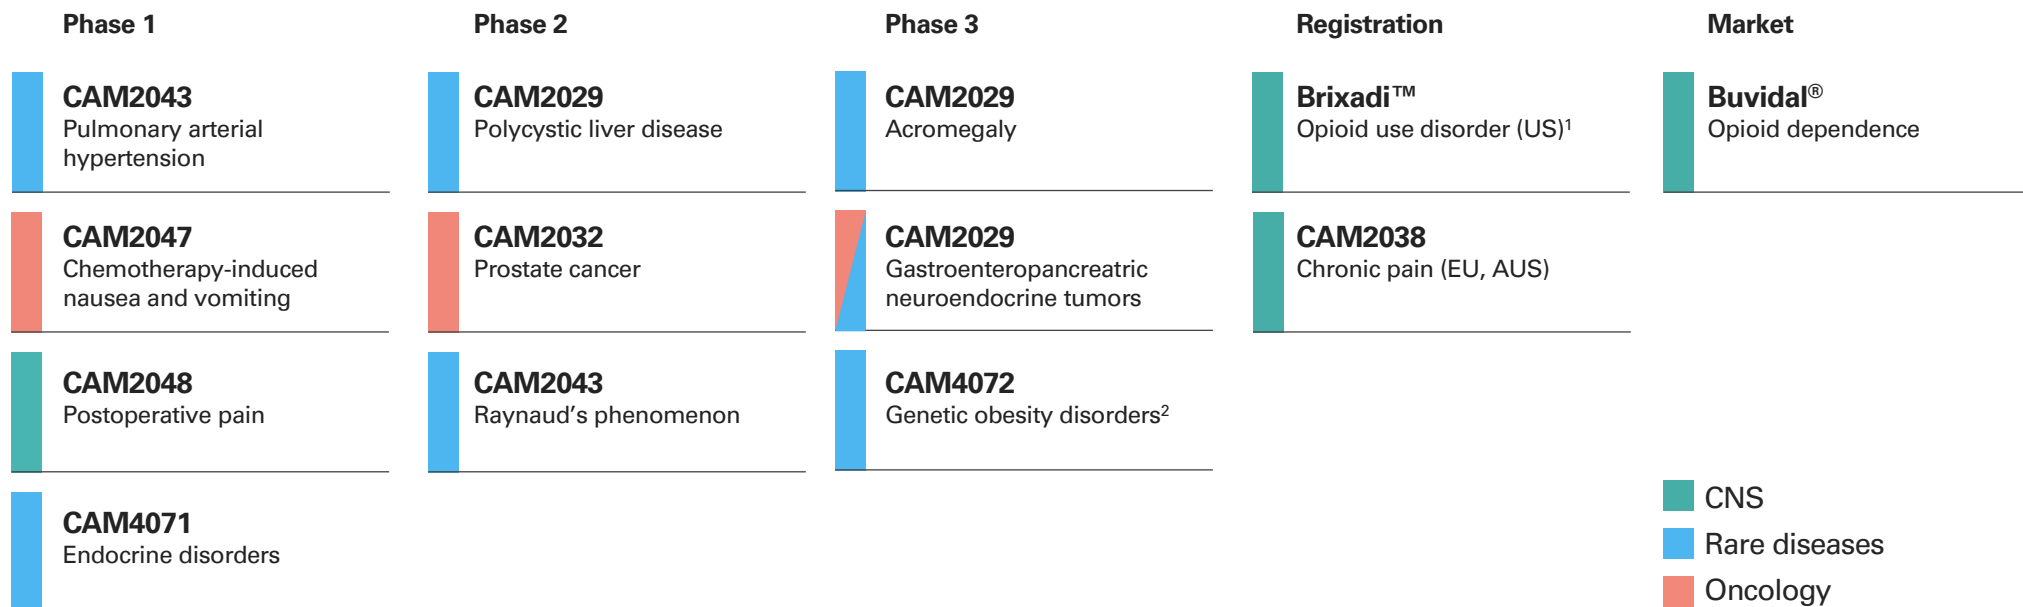 Phase 1
Phase 2
Phase 3
Registration
Market
CAM2043
Pulmonary arterial
hypertension
CAM2029
Polycystic liver disease
CAM2029
Acromegaly
Brixadi™
Opioid use disorder (US)¹
Buvidal®
Opioid dependence
CAM2047
Chemotherapy-induced
nausea and vomiting
CAM2032
Prostate cancer
CAM2029
Gastroenteropancreatric
neuroendocrine tumors
CAM2038
Chronic pain (EU, AUS)
CAM2048
Postoperative pain
CAM2043
Raynaud’s phenomenon
CAM4072
Genetic obesity disorders²
CAM4071
Endocrine disorders
CNS
Rare diseases
Oncology